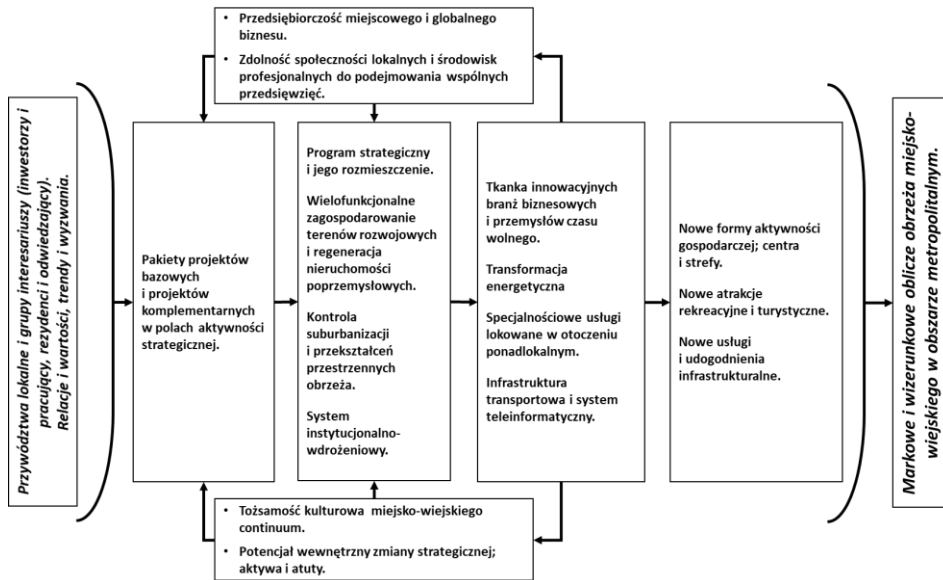 • Przedsiębiorczość miejscowego i globalnego
biznesu.
• Zdolność społeczności lokalnych i środowisk
profesjonalnych do podejmowania wspólnych
przedsięwzięć.
Przywództwa lokalne i grupy interesariuszy (inwestorzy i
pracujący, rezydenci i odwiedzający).
Relacje i wartości, trendy i wyzwania.
Pakiety projektów
bazowych
i projektów
komplementarnych
w polach aktywności
strategicznej.
Program strategiczny
i jego rozmieszczenie.
Wielofunkcjonalne
zagospodarowanie
terenów rozwojowych
i regeneracja
nieruchomości
poprzemysłowych.
Kontrola
suburbanizacji
i przekształceń
przestrzennych
obrzeża.
System
instytucjonalno-
wdrożeniowy.
Tkanka innowacyjnych
branż biznesowych
i przemysłów czasu
wolnego.
Transformacja
energetyczna
Specjalnościowe usługi
lokowane w otoczeniu
ponadlokalnym.
Infrastruktura
transportowa i system
teleinformatyczny.
Nowe formy aktywności
gospodarczej; centra
i strefy.
Nowe atrakcje
rekreacyjne i turystyczne.
Nowe usługi
i udogodnienia
infrastrukturalne.
Markowe i wizerunkowe oblicze obrzeża miejsko-
wiejskiego w obszarze metropolitalnym.
• Tożsamość kulturowa miejsko-wiejskiego
continuum.
• Potencjał wewnętrzny zmiany strategicznej;
aktywa i atuty.